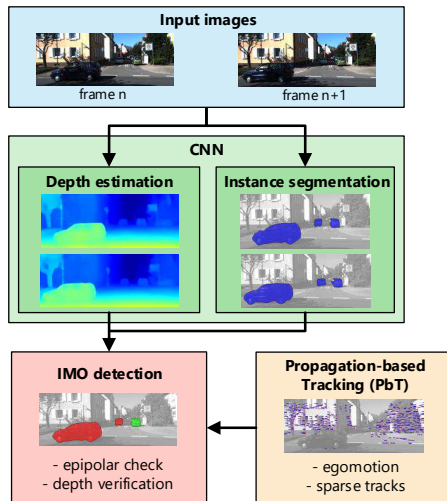 Input images
frame n
frame n+1
CNN
Depth estimation
Instance segmentation
IMO detection
- epipolar check
- depth verification
Propagation-based
Tracking (PbT)
- egomotion
- sparse tracks